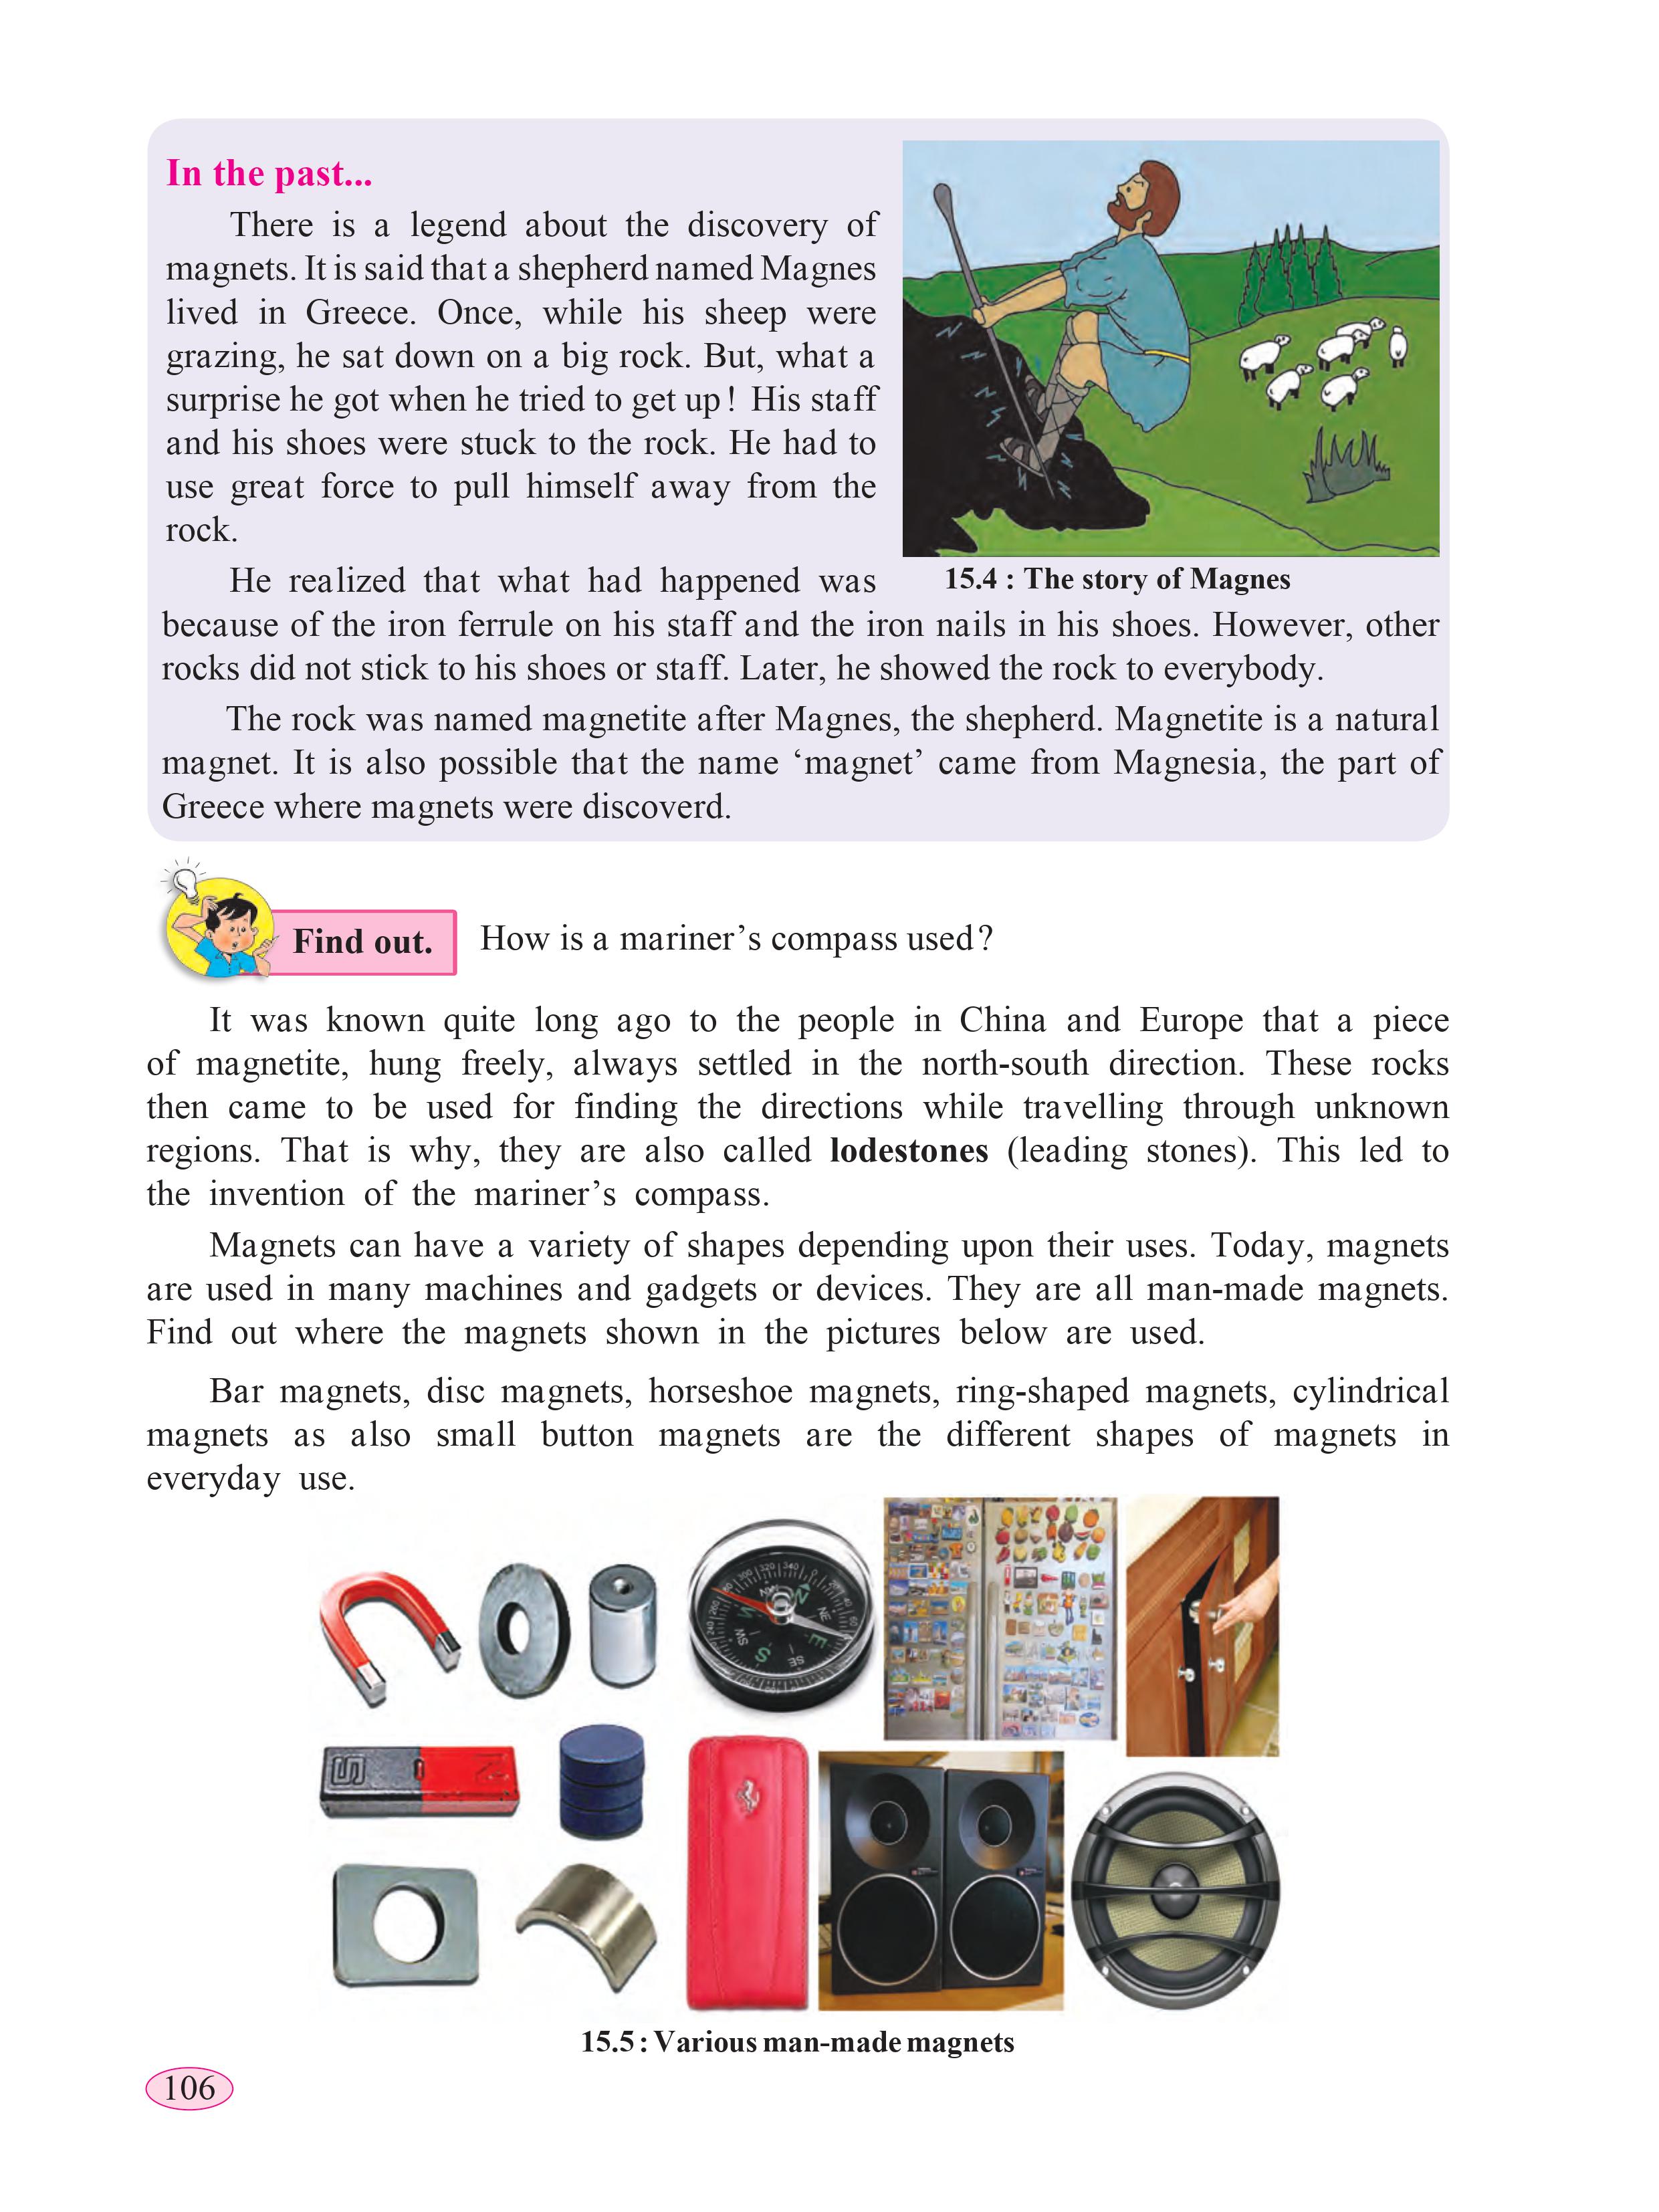 In the past...
There is a legend about the discovery of
magnets. It is said that a shepherd named Magnes
lived in Greece. Once, while his sheep were
grazing, he sat down on a big rock. But, what a
surprise he got when he tried to get up! His staff
and his shoes were stuck to the rock. He had to
use great force to pull himself away from the
rock.
15.4 : The story of Magnes
He realized that what had happened was
because of the iron ferrule on his staff and the iron nails in his shoes. However, other
rocks did not stick to his shoes or staff. Later, he showed the rock to everybody.
The rock was named magnetite after Magnes, the shepherd. Magnetite is a natural
magnet. It is also possible that the name ‘magnet’ came from Magnesia, the part of
Greece where magnets were discoverd.
Find out.
How is a mariner’s compass used?
It was known quite long ago to the people in China and Europe that a piece
of magnetite, hung freely, always settled in the north-south direction. These rocks
then came to be used for finding the directions while travelling through unknown
regions. That is why, they are also called lodestones (leading stones). This led to
the invention of the mariner’s compass.
Magnets can have a variety of shapes depending upon their uses. Today, magnets
are used in many machines and gadgets or devices. They are all man-made magnets.
Find out where the magnets shown in the pictures below are used.
Bar magnets, disc magnets, horseshoe magnets, ring-shaped magnets, cylindrical
magnets as also small button magnets are the different shapes of magnets in
everyday use.
300 320 340 0
240 260
60
NW N NE
W E
SW S SE
S N
15.5 : Various man-made magnets
106